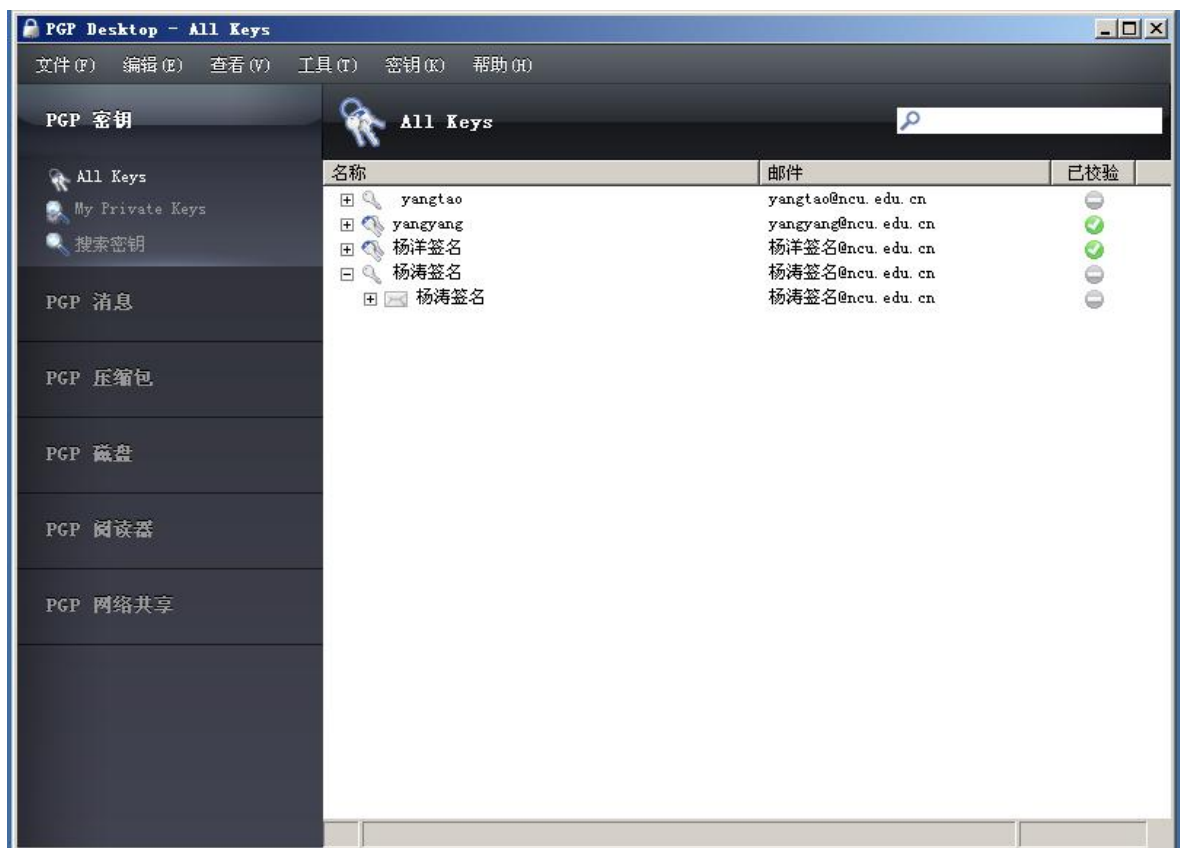 PGP Desktop - All Keys
文件(F) 编辑(E) 查看(V) 工具(T) 密钥(K) 帮助(H)
PGP 密钥
All Keys
My Private Keys
搜索密钥
PGP 消息
PGP 压缩包
PGP 磁盘
PGP 阅读器
PGP 网络共享
All Keys
名称 邮件 已校验
yangtao yangtao@ncu.edu.cn
yangyang yangyang@ncu.edu.cn
杨洋签名 杨洋签名@ncu.edu.cn
杨涛签名 杨涛签名@ncu.edu.cn
杨涛签名 杨涛签名@ncu.edu.cn